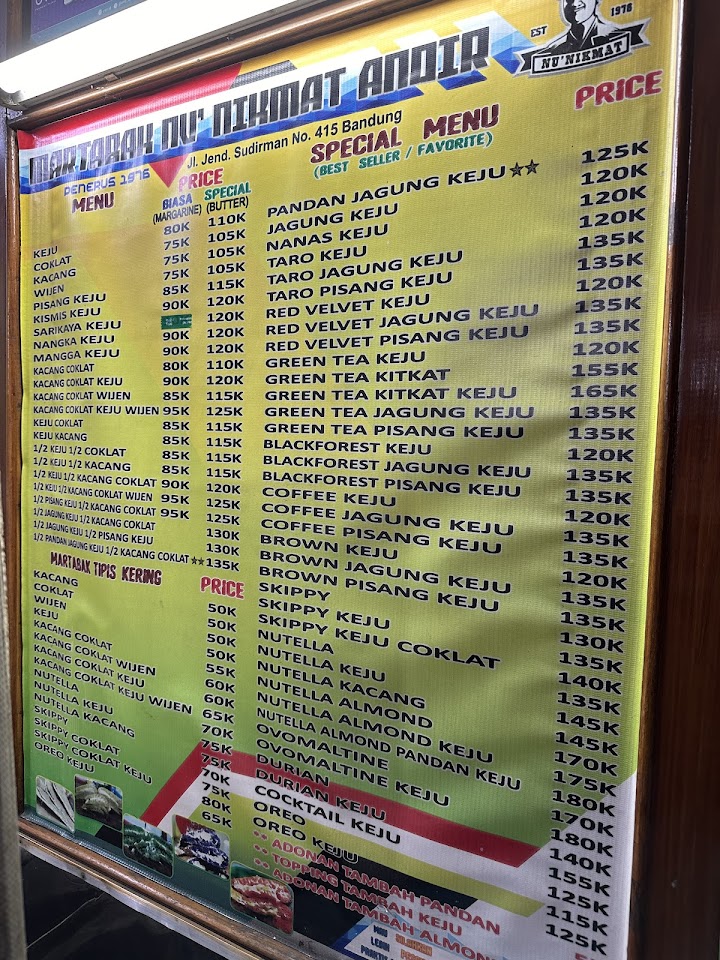 EST 1976
NU'NIKMAT
MARTABAK NU' NIKMAT ANDIR
Jl. Jend. Sudirman No. 415 Bandung
PENERUS 1976
MENU
PRICE
BIASA SPECIAL
(MARGARINE) (BUTTER)
KEJU 80K 110K
COKLAT 75K 105K
KACANG 75K 105K
WIJEN 75K 105K
PISANG KEJU 85K 115K
KISMIS KEJU 90K 120K
SARIKAYA KEJU 120K
NANGKA KEJU 90K 120K
MANGGA KEJU 90K 120K
KACANG COKLAT 80K 110K
KACANG COKLAT KEJU 90K 120K
KACANG COKLAT WIJEN 85K 115K
KACANG COKLAT KEJU WIJEN 95K 125K
KEJU COKLAT 85K 115K
KEJU KACANG 85K 115K
1/2 KEJU 1/2 COKLAT 85K 115K
1/2 KEJU 1/2 KACANG 85K 115K
1/2 KEJU 1/2 KACANG COKLAT 90K 120K
1/2 KEJU 1/2 KACANG COKLAT WIJEN 95K 125K
1/2 PISANG KEJU 1/2 KACANG COKLAT 95K 125K
1/2 JAGUNG KEJU 1/2 KACANG COKLAT 130K
1/2 JAGUNG KEJU 1/2 PISANG KEJU 130K
1/2 PANDAN JAGUNG KEJU 1/2 KACANG COKLAT ★★ 135K
MARTABAK TIPIS KERING PRICE
KACANG
COKLAT 50K
WIJEN 50K
KEJU 50K
KACANG COKLAT 55K
KACANG COKLAT WIJEN 60K
KACANG COKLAT KEJU 60K
KACANG COKLAT KEJU WIJEN 65K
NUTELLA 70K
NUTELLA KEJU 75K
NUTELLA KACANG 75K
SKIPPY 70K
SKIPPY COKLAT 75K
SKIPPY COKLAT KEJU 80K
OREO KEJU 65K
SPECIAL MENU PRICE
(BEST SELLER / FAVORITE)
PANDAN JAGUNG KEJU ★★ 125K
JAGUNG KEJU 120K
NANAS KEJU 120K
TARO KEJU 120K
TARO JAGUNG KEJU 135K
TARO PISANG KEJU 135K
RED VELVET KEJU 120K
RED VELVET JAGUNG KEJU 135K
RED VELVET PISANG KEJU 135K
GREEN TEA KEJU 120K
GREEN TEA KITKAT 155K
GREEN TEA KITKAT KEJU 165K
GREEN TEA JAGUNG KEJU 135K
GREEN TEA PISANG KEJU 135K
BLACKFOREST KEJU 120K
BLACKFOREST JAGUNG KEJU 135K
BLACKFOREST PISANG KEJU 135K
COFFEE KEJU 120K
COFFEE JAGUNG KEJU 135K
COFFEE PISANG KEJU 135K
BROWN KEJU 120K
BROWN JAGUNG KEJU 135K
BROWN PISANG KEJU 135K
SKIPPY 130K
SKIPPY KEJU 135K
SKIPPY KEJU COKLAT 140K
NUTELLA 135K
NUTELLA KEJU 145K
NUTELLA KACANG 145K
NUTELLA ALMOND 170K
NUTELLA ALMOND KEJU 175K
NUTELLA ALMOND PANDAN KEJU 180K
OVOMALTINE 170K
OVOMALTINE KEJU 180K
DURIAN 140K
DURIAN KEJU 155K
COCKTAIL KEJU 125K
OREO 115K
OREO KEJU 125K
** ADONAN TAMBAH PANDAN
** TOPPING TAMBAH KEJU
** ADONAN TAMBAH ALMOND